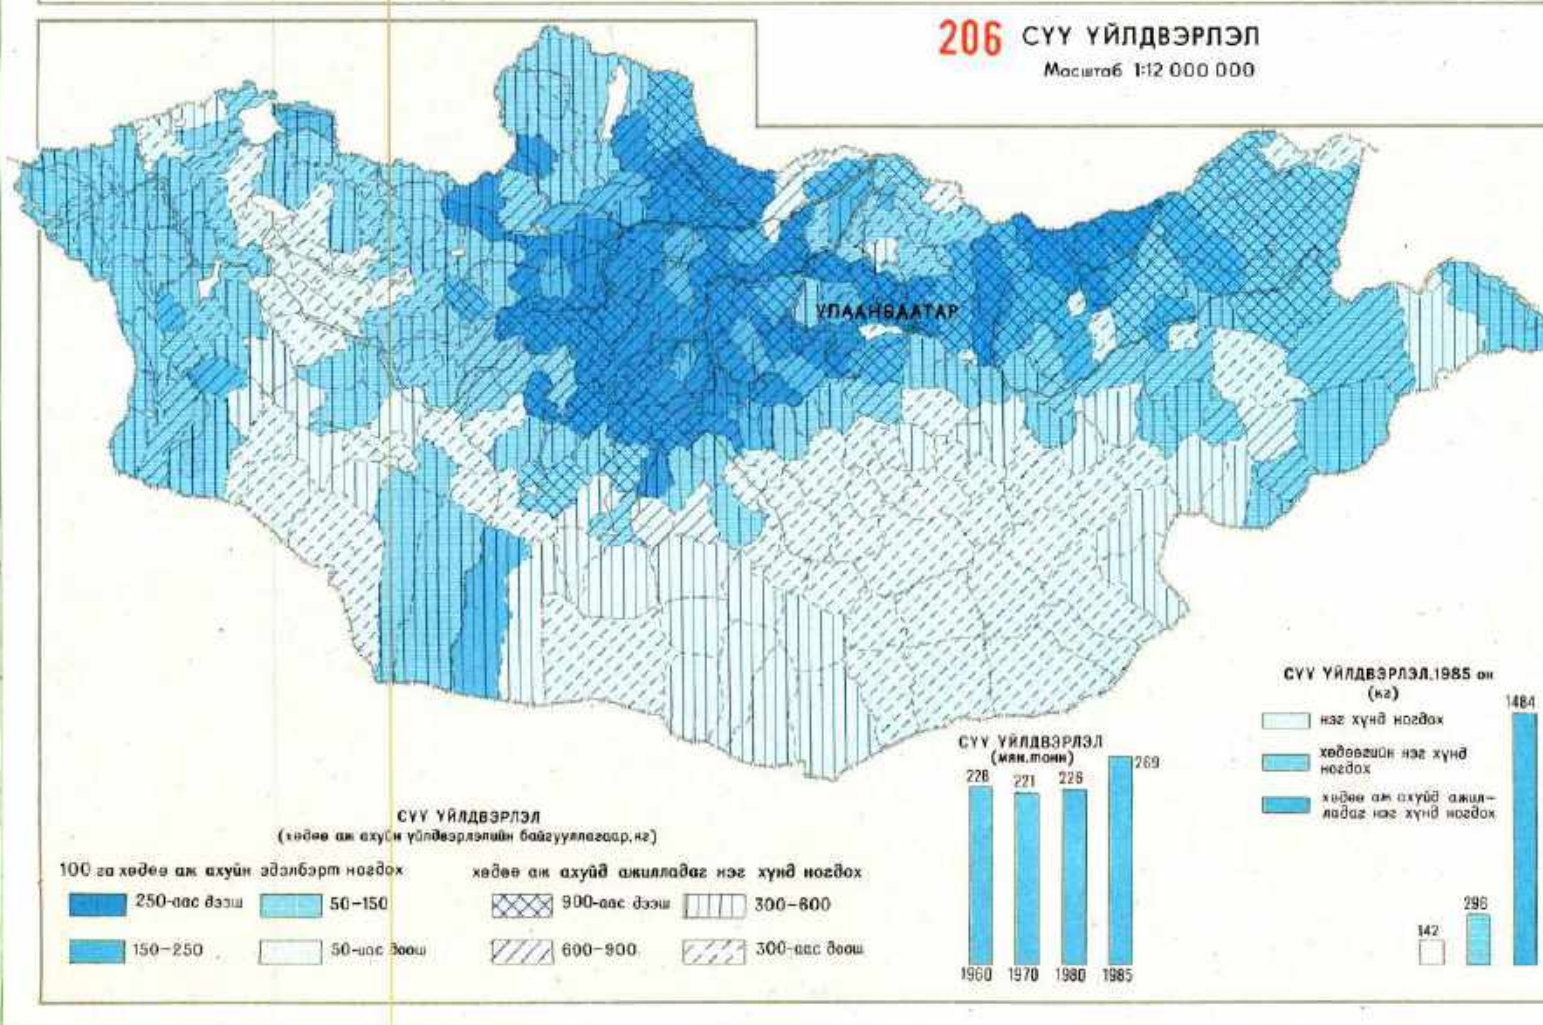 206 СҮҮ ҮЙЛДВЭРЛЭЛ
Масштаб 1:12 000 000
УЛААНБААТАР
СҮҮ ҮЙЛДВЭРЛЭЛ, 1985 он
(кг)
нэг хүнд ногдох
хөдөөгийн нэг хүнд
ногдох
хөдөө аж ахуйд ажил-
ладаг нэг хүнд ногдох
1484
296
142
СҮҮ ҮЙЛДВЭРЛЭЛ
(мян.тонн)
228
221
226
269
1960
1970
1980
1985
СҮҮ ҮЙЛДВЭРЛЭЛ
(хөдөө аж ахуйн үйлдвэрлэлийн байгууллагаар, кг)
100 га хөдөө аж ахуйн эдэлбэрт ногдох
250-аас дээш
50-150
150-250
50-иас доош
хөдөө аж ахуйд ажилладаг нэг хүнд ногдох
900-аас дээш
300-600
600-900
300-аас доош